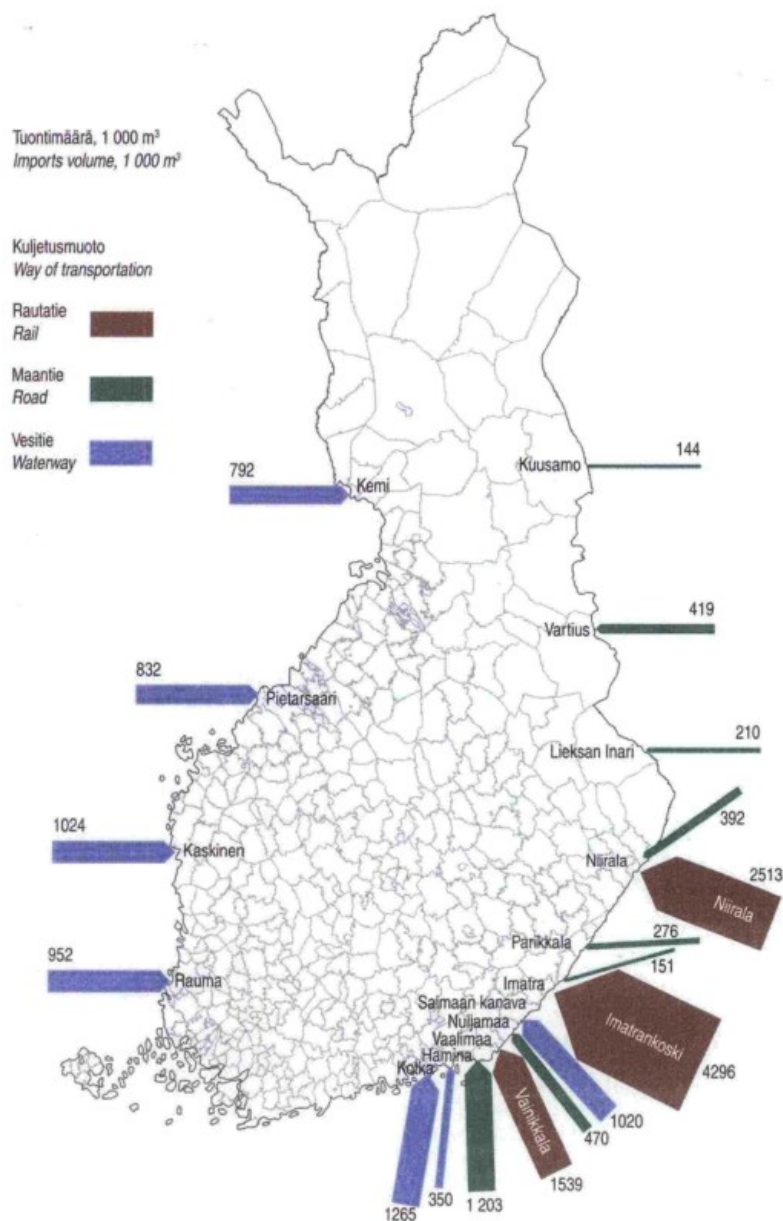 Tuontimäärä, 1 000 m³
Imports volume, 1 000 m³
Kuljetusmuoto
Way of transportation
Rautatie
Rail
Maantie
Road
Vesitie
Waterway
144
Kuusamo
792
Kemi
419
Vartius
832
Pietarsaari
210
Lieksan Inari
392
1024
Kaskinen
Niirala
2513
Niirala
276
Parikkala
151
952
Rauma
Imatra
Saimaan kanava
Imatrankoski
Nuijamaa
Vaalimaa
Hamina
Kotka
4296
Vainikkala
1020
470
1539
350
1 203
1265